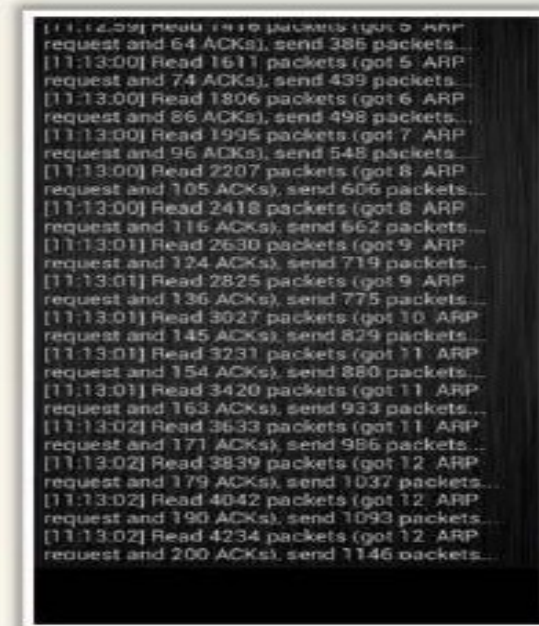 [11:12:59] Read 1416 packets (got 5 ARP
request and 64 ACKs), send 386 packets...
[11:13:00] Read 1611 packets (got 5 ARP
request and 74 ACKs), send 439 packets...
[11:13:00] Read 1806 packets (got 6 ARP
request and 86 ACKs), send 498 packets...
[11:13:00] Read 1995 packets (got 7 ARP
request and 96 ACKs), send 548 packets...
[11:13:00] Read 2207 packets (got 8 ARP
request and 105 ACKs), send 606 packets...
[11:13:00] Read 2418 packets (got 8 ARP
request and 116 ACKs), send 662 packets...
[11:13:01] Read 2630 packets (got 9 ARP
request and 124 ACKs), send 719 packets...
[11:13:01] Read 2825 packets (got 9 ARP
request and 136 ACKs), send 775 packets...
[11:13:01] Read 3027 packets (got 10 ARP
request and 145 ACKs), send 829 packets...
[11:13:01] Read 3231 packets (got 11 ARP
request and 154 ACKs), send 880 packets...
[11:13:01] Read 3420 packets (got 11 ARP
request and 163 ACKs), send 933 packets...
[11:13:02] Read 3633 packets (got 11 ARP
request and 171 ACKs), send 986 packets...
[11:13:02] Read 3839 packets (got 12 ARP
request and 179 ACKs), send 1037 packets...
[11:13:02] Read 4042 packets (got 12 ARP
request and 190 ACKs), send 1093 packets...
[11:13:02] Read 4234 packets (got 12 ARP
request and 200 ACKs), send 1146 packets...